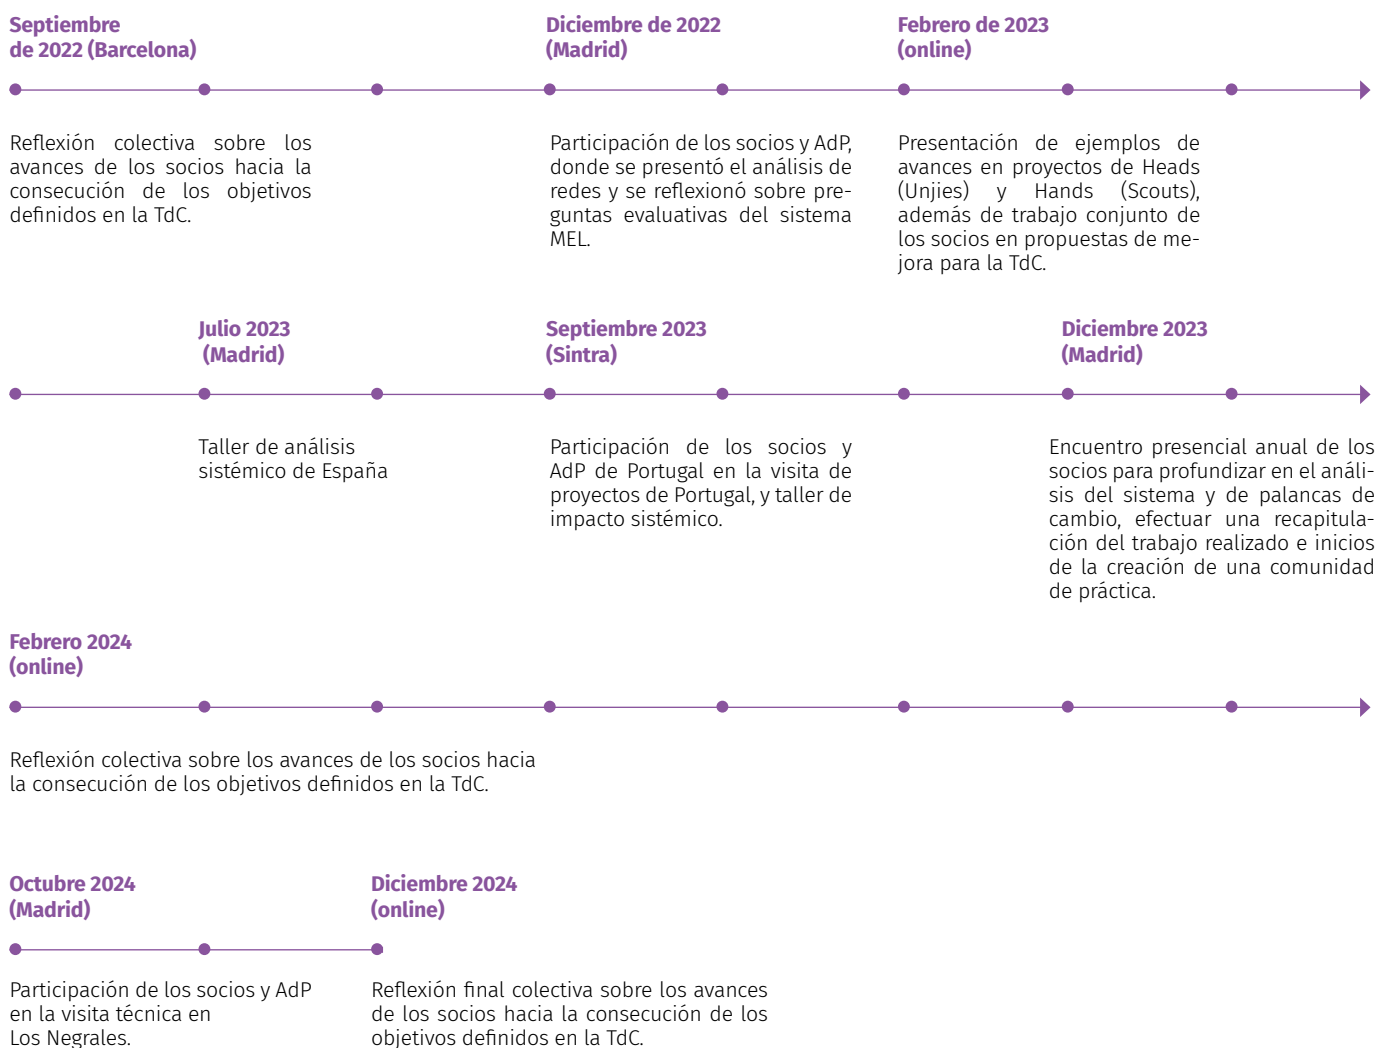 Septiembre
de 2022 (Barcelona)
Diciembre de 2022
(Madrid)
Febrero de 2023
(online)
Reflexión colectiva sobre los
avances de los socios hacia la
consecución de los objetivos
definidos en la TdC.
Participación de los socios y AdP,
donde se presentó el análisis de
redes y se reflexionó sobre pre-
guntas evaluativas del sistema
MEL.
Presentación de ejemplos de
avances en proyectos de Heads
(Unjies) y Hands (Scouts),
además de trabajo conjunto de
los socios en propuestas de me-
jora para la TdC.
Julio 2023
(Madrid)
Septiembre 2023
(Sintra)
Diciembre 2023
(Madrid)
Taller de análisis
sistémico de España
Participación de los socios y
AdP de Portugal en la visita de
proyectos de Portugal, y taller de
impacto sistémico.
Encuentro presencial anual de los
socios para profundizar en el análi-
sis del sistema y de palancas de
cambio, efectuar una recapitula-
ción del trabajo realizado e inicios
de la creación de una comunidad
de práctica.
Febrero 2024
(online)
Reflexión colectiva sobre los avances de los socios hacia
la consecución de los objetivos definidos en la TdC.
Octubre 2024
(Madrid)
Diciembre 2024
(online)
Participación de los socios y AdP
en la visita técnica en
Los Negrales.
Reflexión final colectiva sobre los avances
de los socios hacia la consecución de los
objetivos definidos en la TdC.